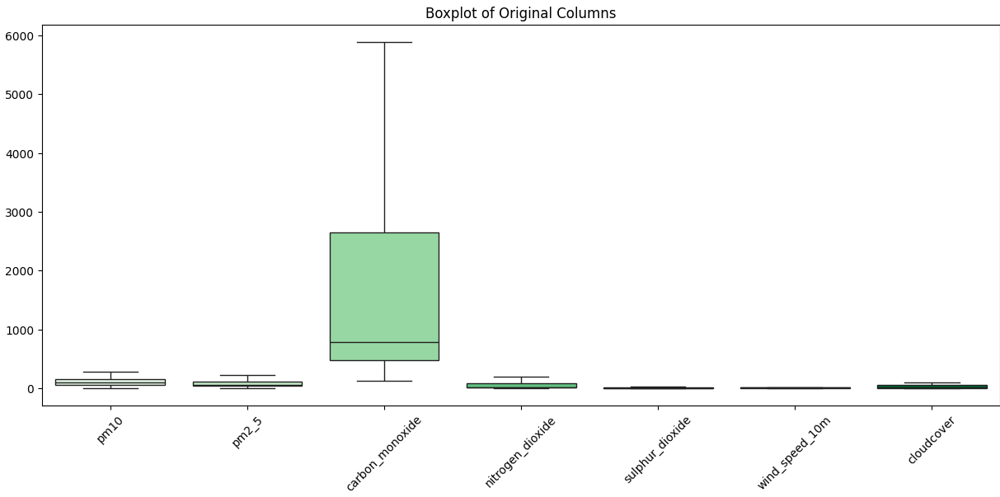 Boxplot of Original Columns
6000
5000
4000
3000
2000
1000
0
pm10
pm2_5
carbon_monoxide
nitrogen_dioxide
sulphur_dioxide
wind_speed_10m
cloudcover